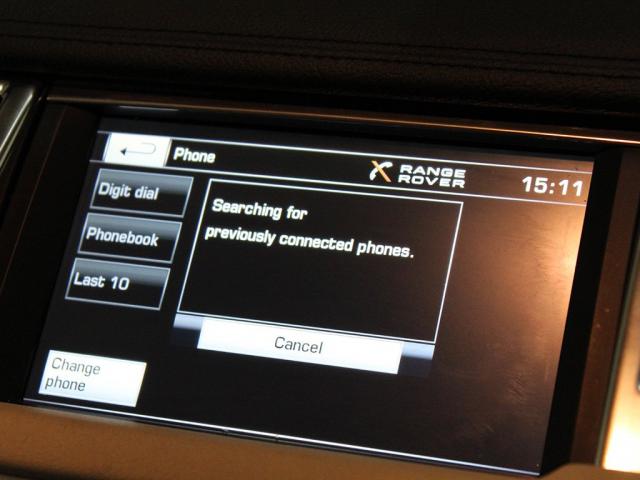 Phone
RANGE
ROVER
15:11
Digit dial
Phonebook
Last 10
Searching for
previously connected phones.
Cancel
Change
phone